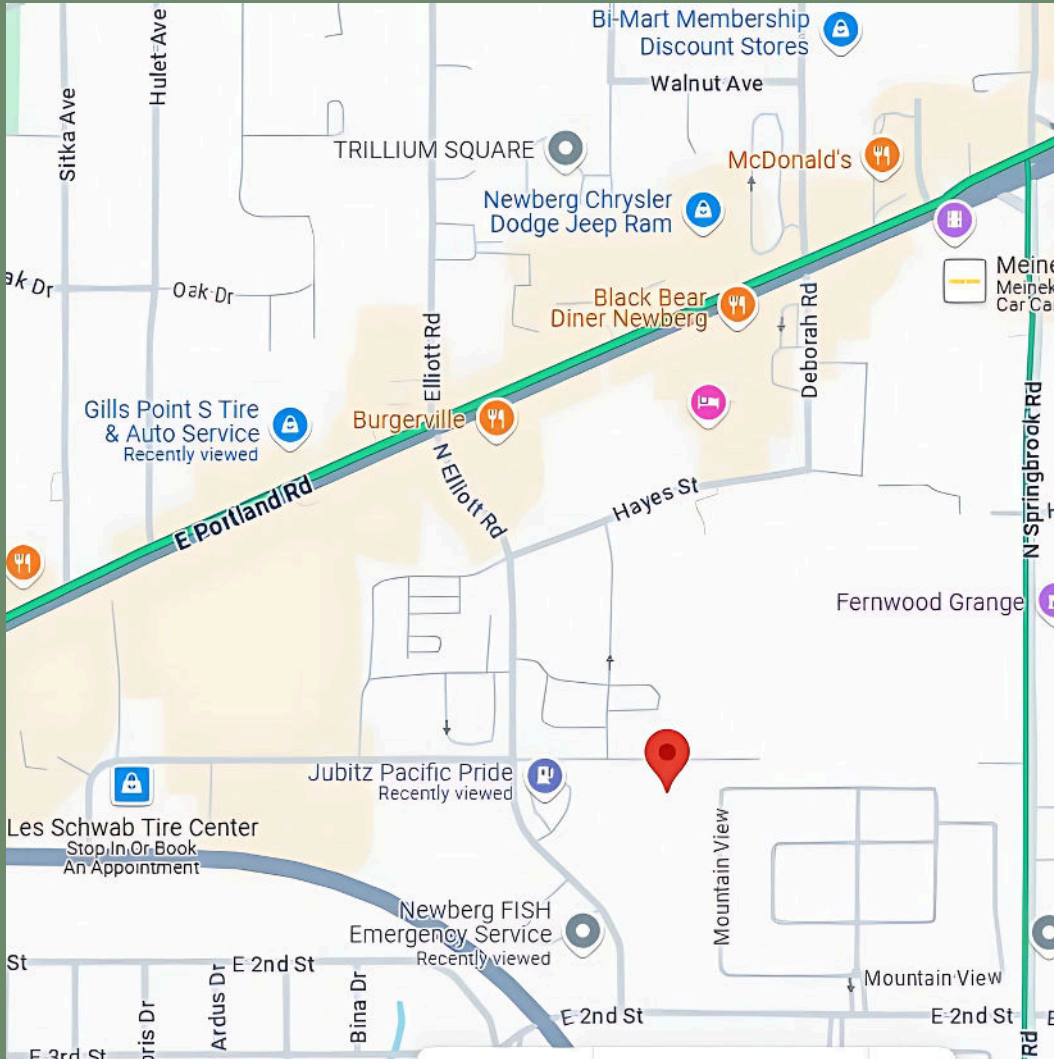 Bi-Mart Membership
Discount Stores
Hulet Ave
Walnut Ave
Sitka Ave
TRILLIUM SQUARE
McDonald's
Newberg Chrysler
Dodge Jeep Ram
ak Dr
Oak Dr
Meine
Meinek
Car Ca
Black Bear
Diner Newberg
Deborah Rd
Elliott Rd
Gills Point S Tire
& Auto Service
Recently viewed
Burgerville
N Elliott Rd
E Portland Rd
Hayes St
N Springbrook Rd
H
Fernwood Grange
Jubitz Pacific Pride
Recently viewed
Les Schwab Tire Center
Stop In Or Book
An Appointment
Mountain View
Newberg FISH
Emergency Service
Recently viewed
St
E 2nd St
Mountain View
Ardus Dr
Bina Dr
oris Dr
E 2nd St
E 2nd St
E
E 3rd St
Rd